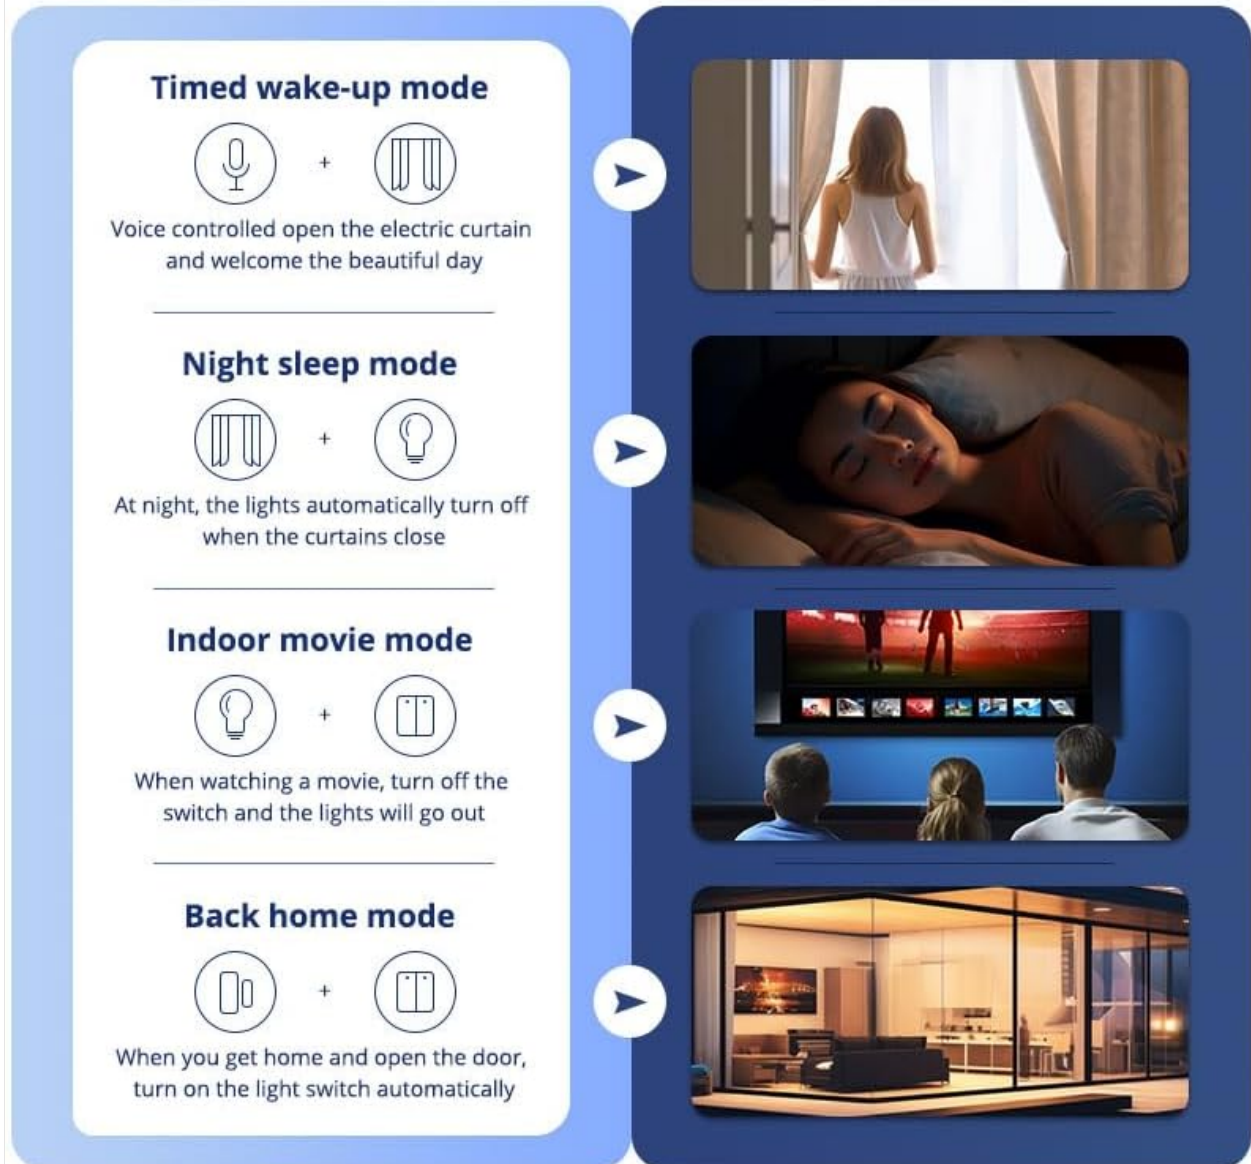 Timed wake-up mode
+
Voice controlled open the electric curtain
and welcome the beautiful day
Night sleep mode
+
At night, the lights automatically turn off
when the curtains close
Indoor movie mode
+
When watching a movie, turn off the
switch and the lights will go out
Back home mode
+
When you get home and open the door,
turn on the light switch automatically